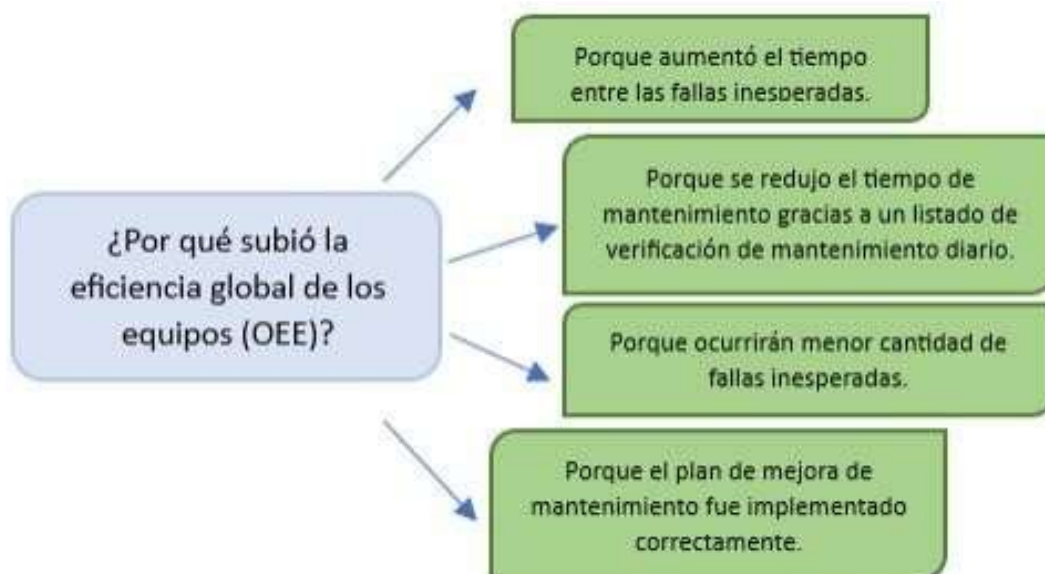 Porque aumentó el tiempo
entre las fallas inesperadas.
Porque se redujo el tiempo de
mantenimiento gracias a un listado de
verificación de mantenimiento diario.
¿Por qué subió la
eficiencia global de los
equipos (OEE)?
Porque ocurrirán menor cantidad de
fallas inesperadas.
Porque el plan de mejora de
mantenimiento fue implementado
correctamente.